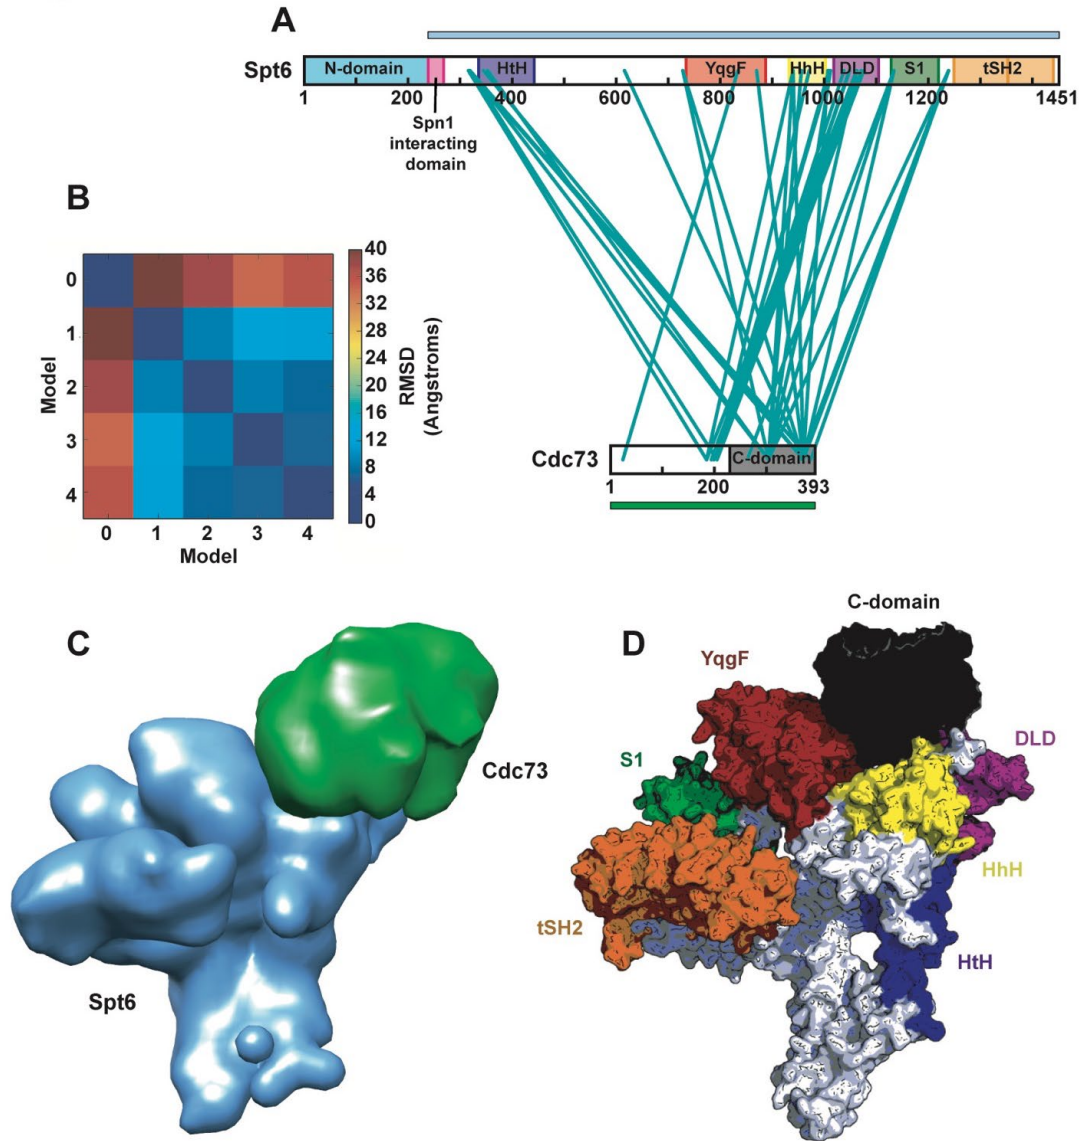 A
Spt6
N-domain HtH YqgF HhH DLD S1 tSH2
1 200 400 600 800 1000 1200 1451
Spn1
interacting
domain
B
0
1
2
3
4
Model
0 1 2 3 4
Model
40
36
32
28
24
20
16
12
8
4
0
RMSD
(Angstroms)
Cdc73
C-domain
1 200 393
C
Cdc73
Spt6
D
C-domain
YqgF
S1
DLD
HhH
tSH2
HtH